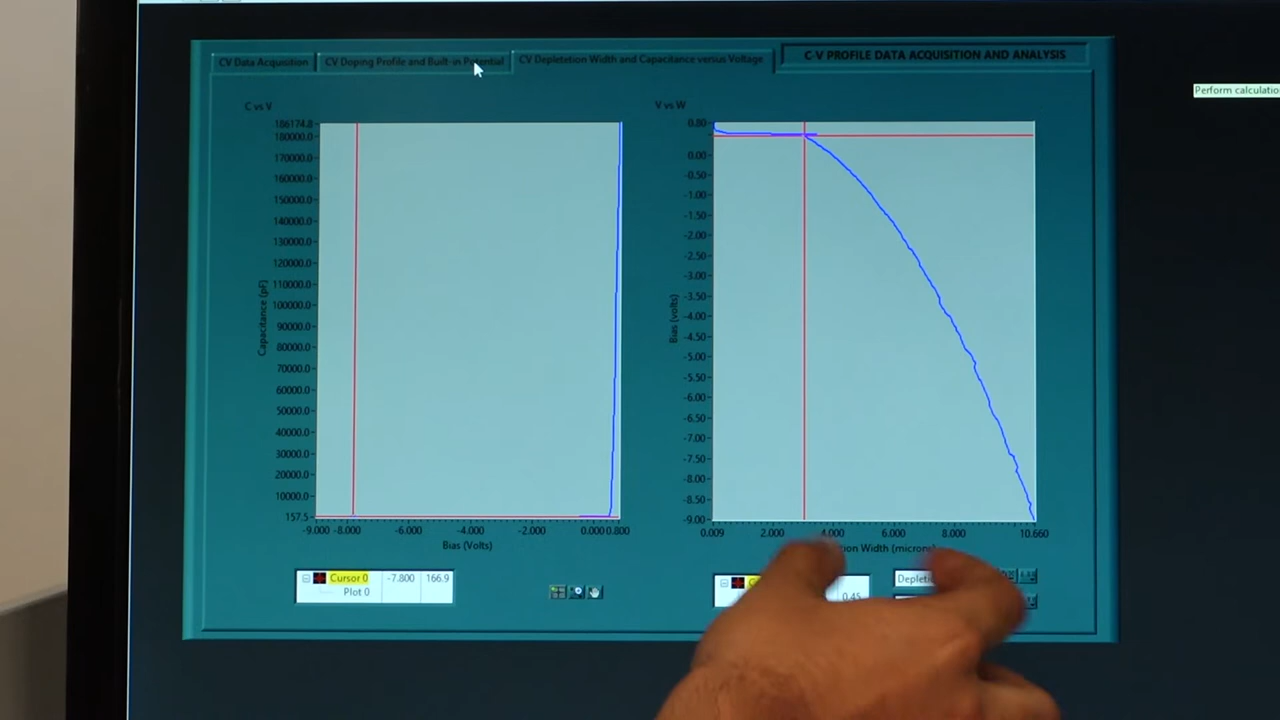 CV Data Acquisition
CV Doping Profile and Built-in Potential
CV Depletetion Width and Capacitance versus Voltage
C-V PROFILE DATA ACQUISITION AND ANALYSIS
Perform calculatio
C vs V
186174.8
180000.0
170000.0
160000.0
150000.0
140000.0
130000.0
120000.0
110000.0
100000.0
90000.0
80000.0
70000.0
60000.0
50000.0
40000.0
30000.0
20000.0
10000.0
157.5
Capacitance (pF)
-9.000 -8.000 -6.000 -4.000 -2.000 0.000 0.800
Bias (Volts)
Cursor 0 -7.800 166.9
Plot 0
V vs W
0.80
0.00
-0.50
-1.00
-1.50
-2.00
-2.50
-3.00
-3.50
-4.00
-4.50
-5.00
-5.50
-6.00
-6.50
-7.00
-7.50
-8.00
-8.50
-9.00
Bias (volts)
0.009 2.000 4.000 6.000 8.000 10.660
ion Width (microns)
0.45
Depleti